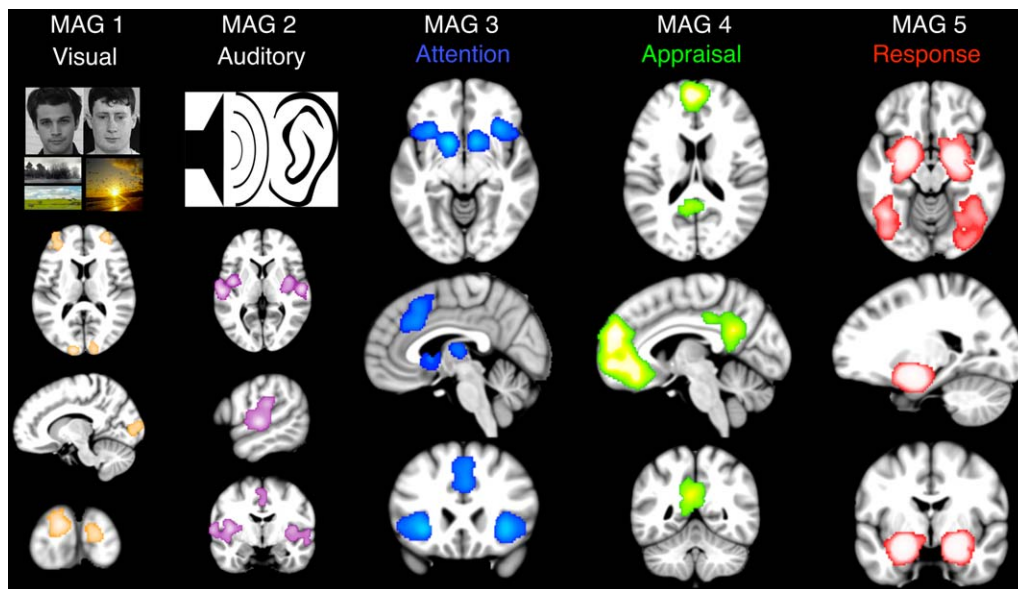 MAG 1
Visual
MAG 2
Auditory
MAG 3
Attention
MAG 4
Appraisal
MAG 5
Response